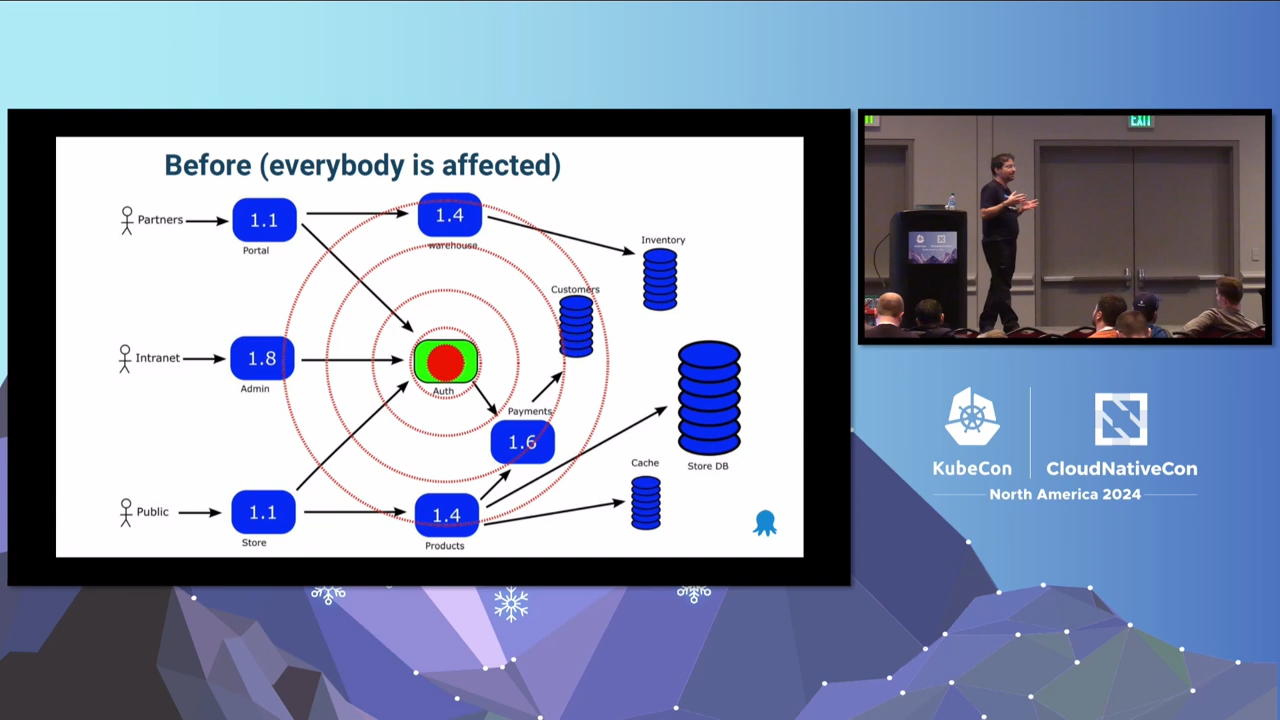 Before (everybody is affected)
Partners
1.1
Portal
1.4
warehouse
Inventory
Customers
Intranet
1.8
Admin
Auth
Payments
1.6
Store DB
Cache
Public
1.1
Store
1.4
Products
EXIT
KubeCon
CloudNativeCon
North America 2024